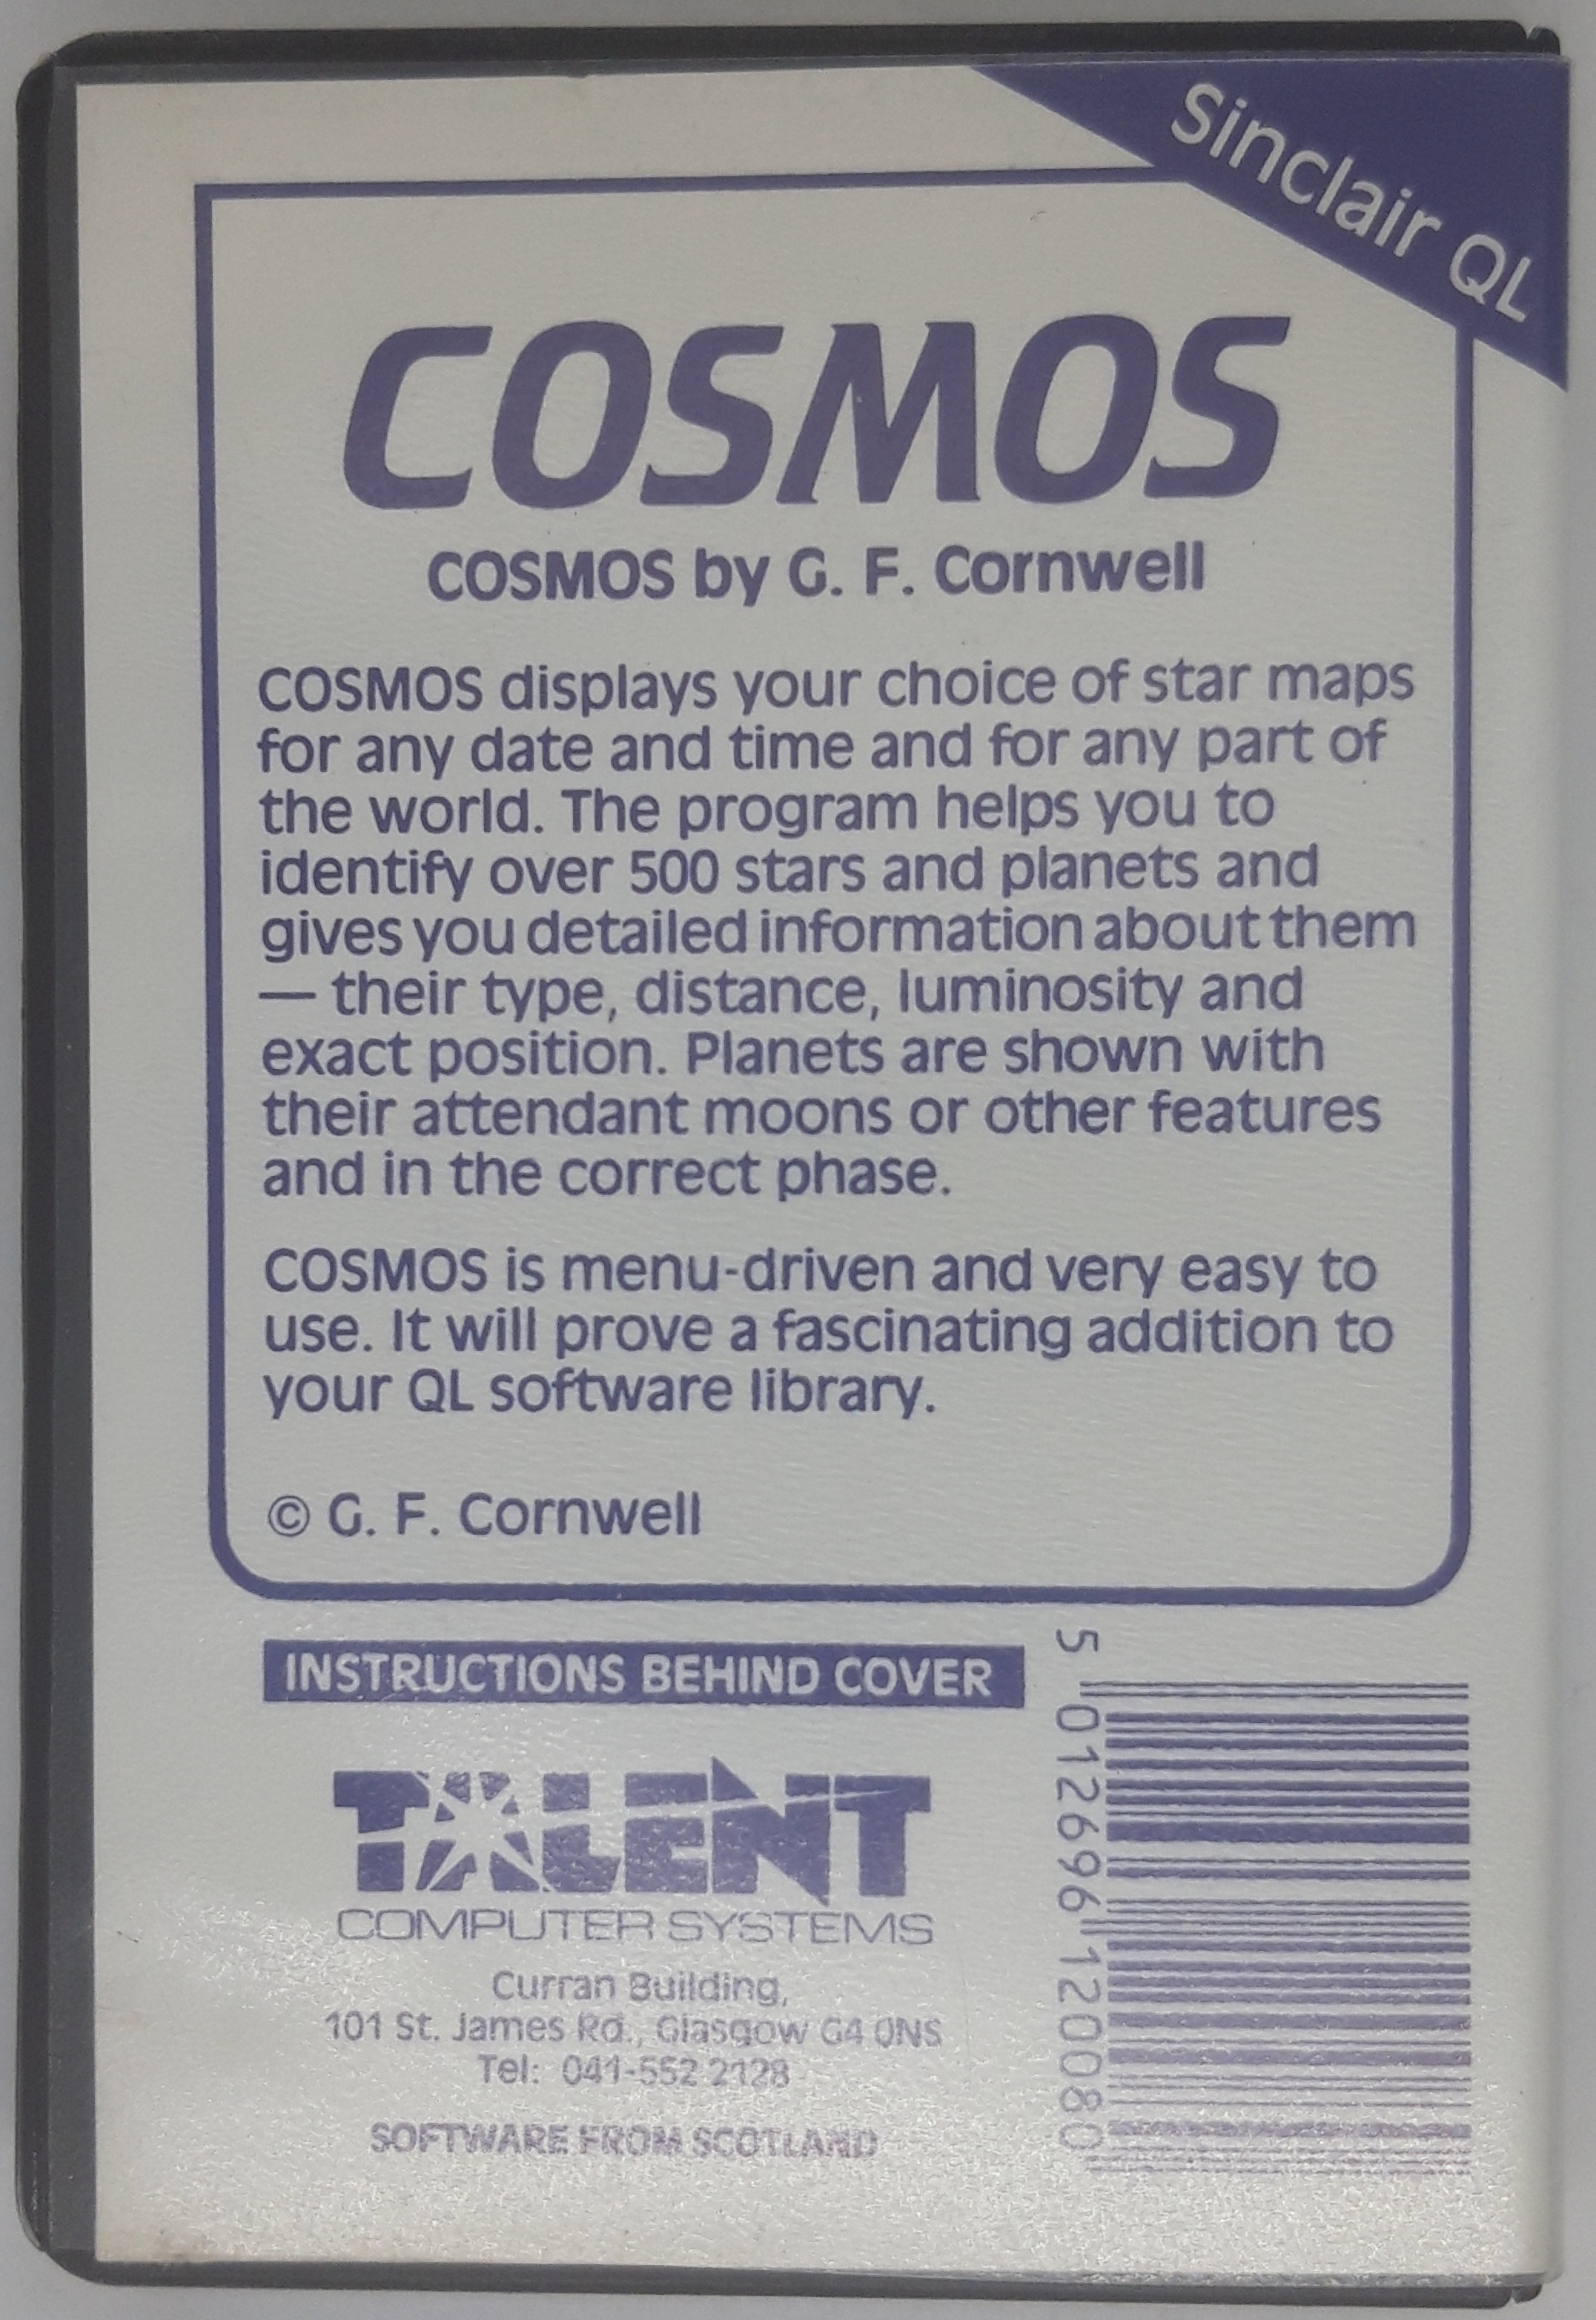 Sinclair QL
COSMOS
COSMOS by G. F. Cornwell
COSMOS displays your choice of star maps
for any date and time and for any part of
the world. The program helps you to
identify over 500 stars and planets and
gives you detailed information about them
— their type, distance, luminosity and
exact position. Planets are shown with
their attendant moons or other features
and in the correct phase.
COSMOS is menu-driven and very easy to
use. It will prove a fascinating addition to
your QL software library.
© G. F. Cornwell
INSTRUCTIONS BEHIND COVER
TALENT
COMPUTER SYSTEMS
Curran Building,
101 St. James Rd., Glasgow G4 0NS
Tel: 041-552 2128
SOFTWARE FROM SCOTLAND
5 012696 120080